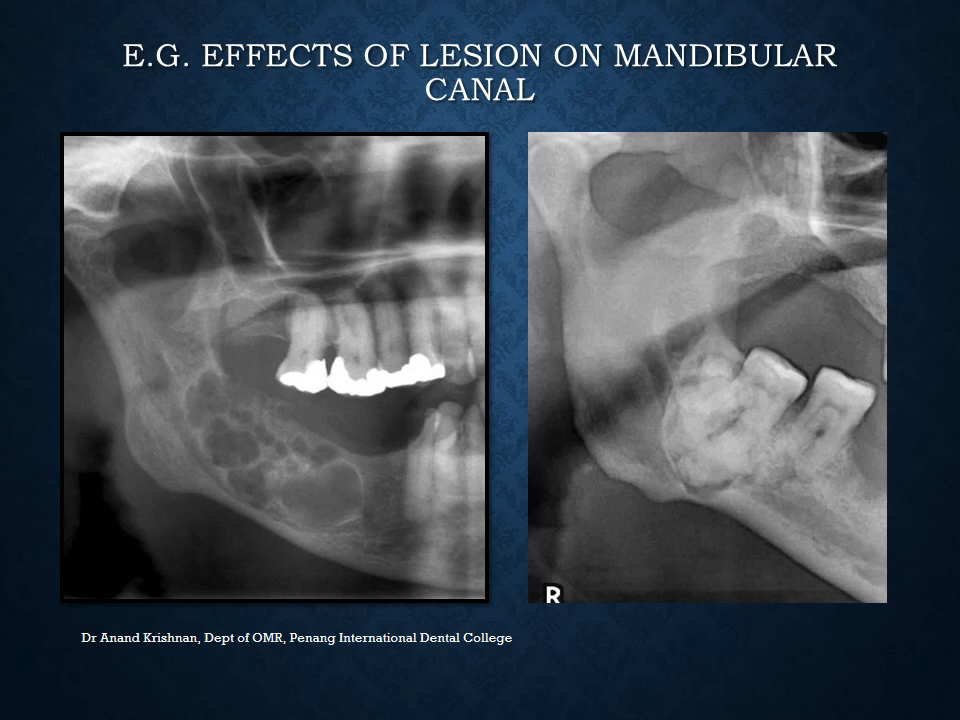 E.G. EFFECTS OF LESION ON MANDIBULAR
CANAL
R
Dr Anand Krishnan, Dept of OMR, Penang International Dental College